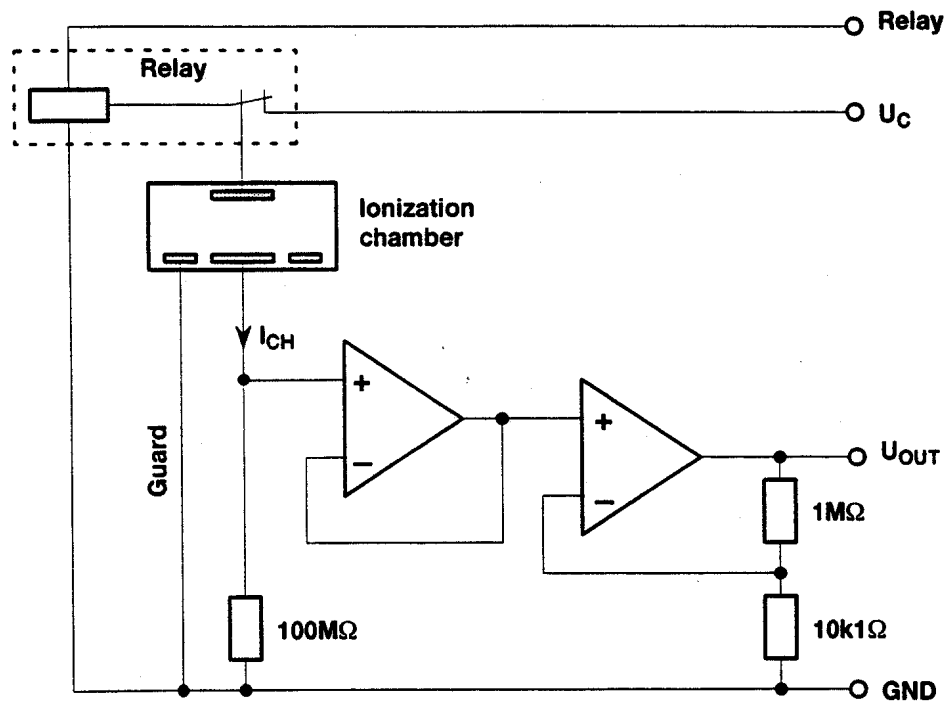 Relay
Relay
U_C
Ionization
chamber
I_CH
+
−
+
−
U_OUT
Guard
1MΩ
100MΩ
10k1Ω
GND